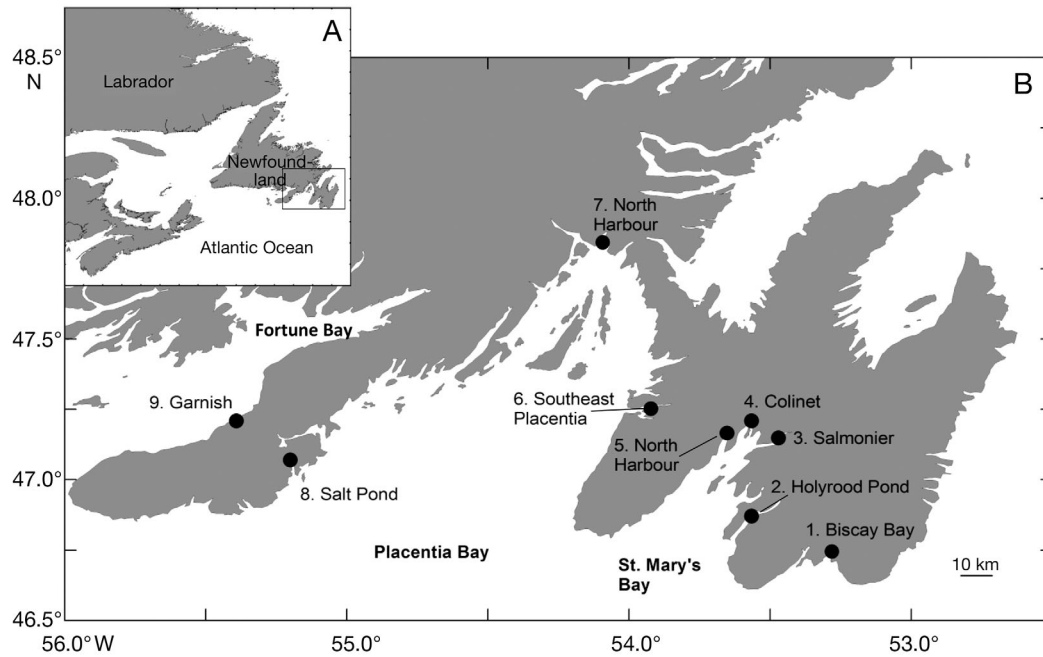 A
B
48.5°
N
48.0°
47.5°
47.0°
46.5°
Labrador
Newfound-
land
Atlantic Ocean
7. North
Harbour
Fortune Bay
9. Garnish
6. Southeast
Placentia
4. Colinet
5. North
Harbour
3. Salmonier
8. Salt Pond
2. Holyrood Pond
1. Biscay Bay
Placentia Bay
St. Mary's
Bay
10 km
56.0°W
55.0°
54.0°
53.0°